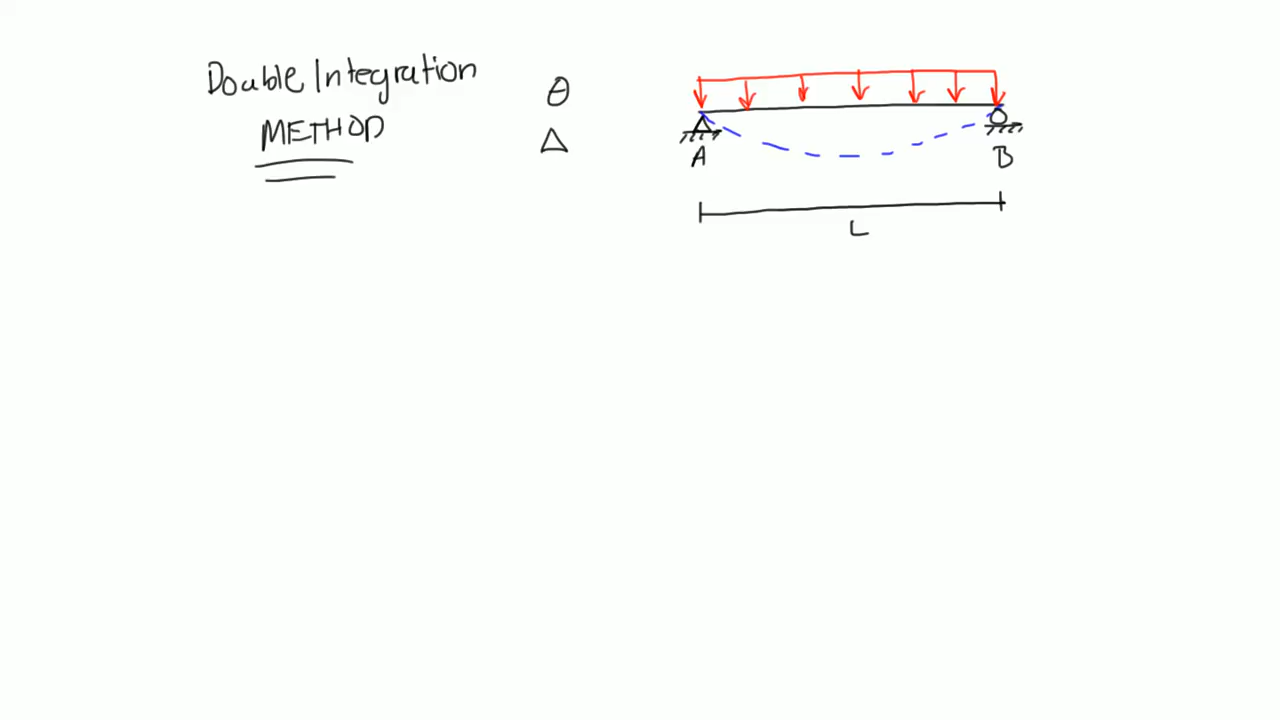 Double Integration
METHOD
θ
Δ
A
B
L